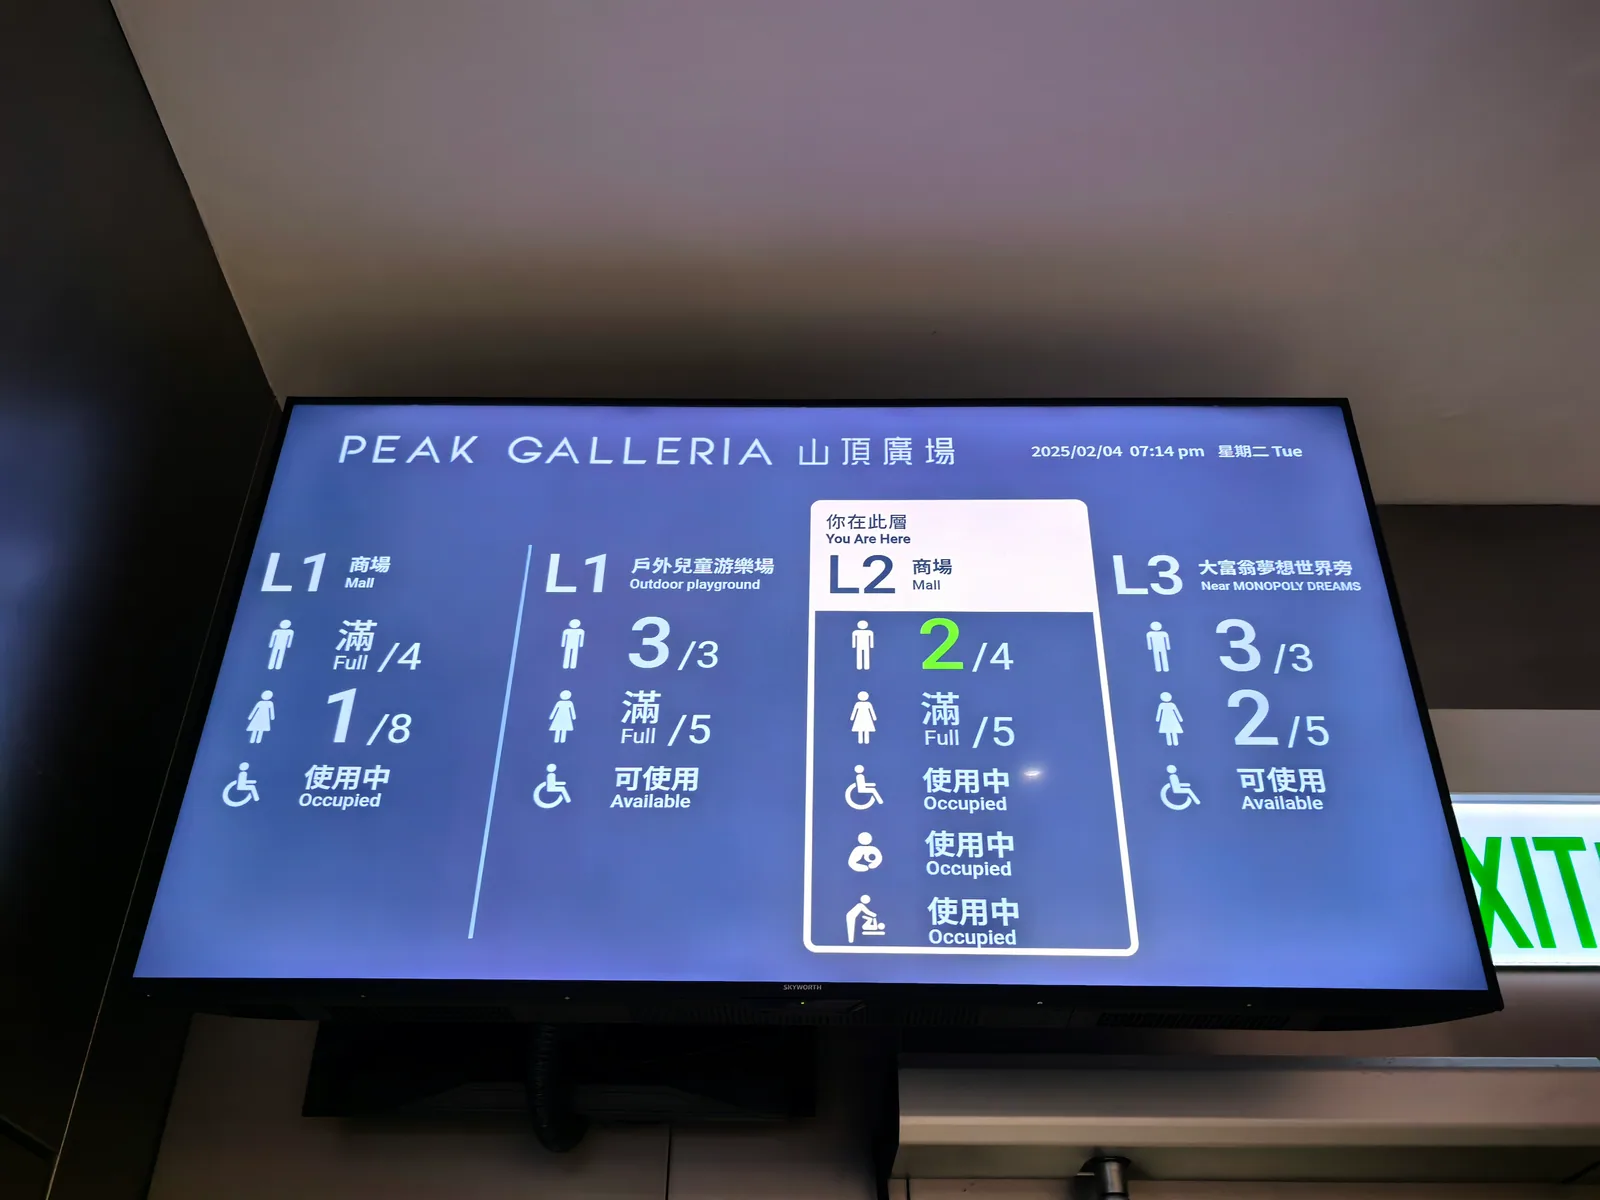 PEAK GALLERIA 山頂廣場
2025/02/04 07:14 pm 星期二 Tue
L1 商場
Mall
滿
Full /4
1/8
使用中
Occupied
L1 戶外兒童游樂場
Outdoor playground
3/3
滿
Full /5
可使用
Available
你在此層
You Are Here
L2 商場
Mall
2/4
滿
Full /5
使用中
Occupied
使用中
Occupied
使用中
Occupied
L3 大富翁夢想世界旁
Near MONOPOLY DREAMS
3/3
2/5
可使用
Available
SKYWORTH
XIT